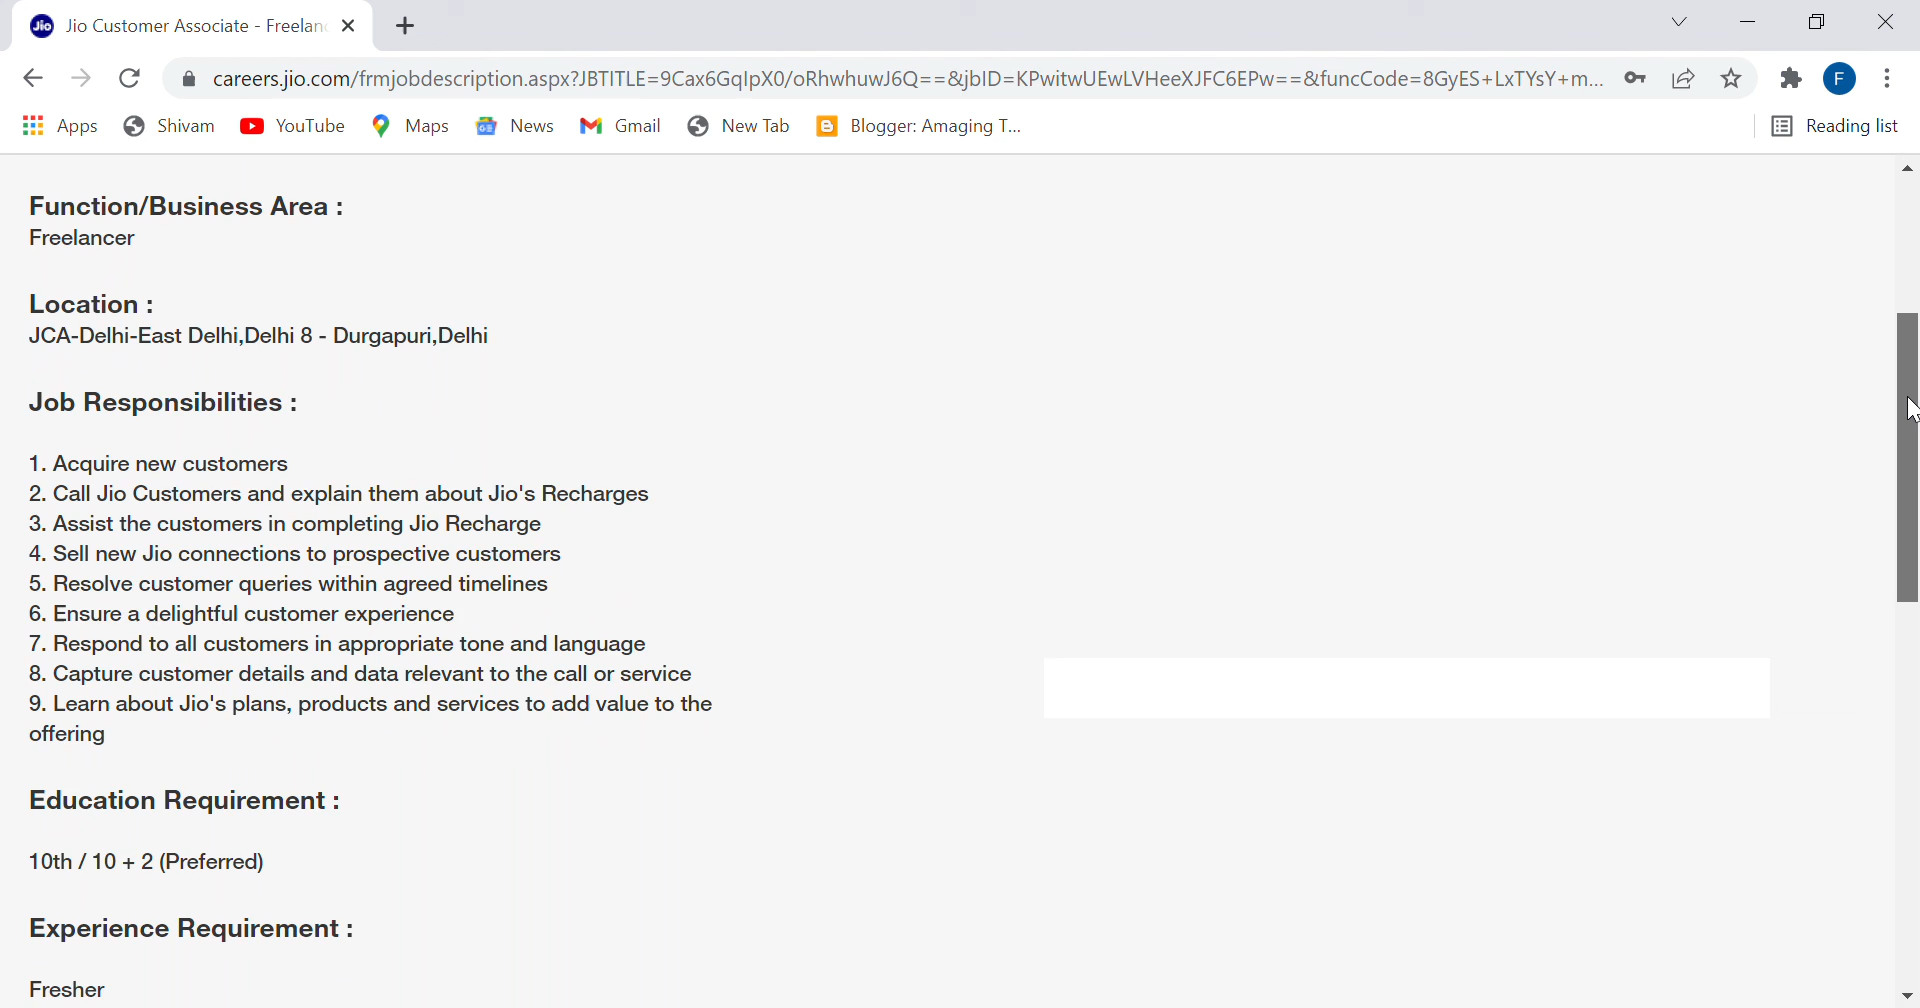 Jio Customer Associate - Freelan
careers.jio.com/frmjobdescription.aspx?JBTITLE=9Cax6GqlpX0/oRhwhuwJ6Q==&jbID=KPwitwUEwLVHeeXJFC6EPw==&funcCode=8GyES+LxTYsY+m...
F
Apps Shivam YouTube Maps News Gmail New Tab Blogger: Amaging T... Reading list
Function/Business Area :
Freelancer
Location :
JCA-Delhi-East Delhi,Delhi 8 - Durgapuri,Delhi
Job Responsibilities :
1. Acquire new customers
2. Call Jio Customers and explain them about Jio's Recharges
3. Assist the customers in completing Jio Recharge
4. Sell new Jio connections to prospective customers
5. Resolve customer queries within agreed timelines
6. Ensure a delightful customer experience
7. Respond to all customers in appropriate tone and language
8. Capture customer details and data relevant to the call or service
9. Learn about Jio's plans, products and services to add value to the
offering
Education Requirement :
10th / 10 + 2 (Preferred)
Experience Requirement :
Fresher